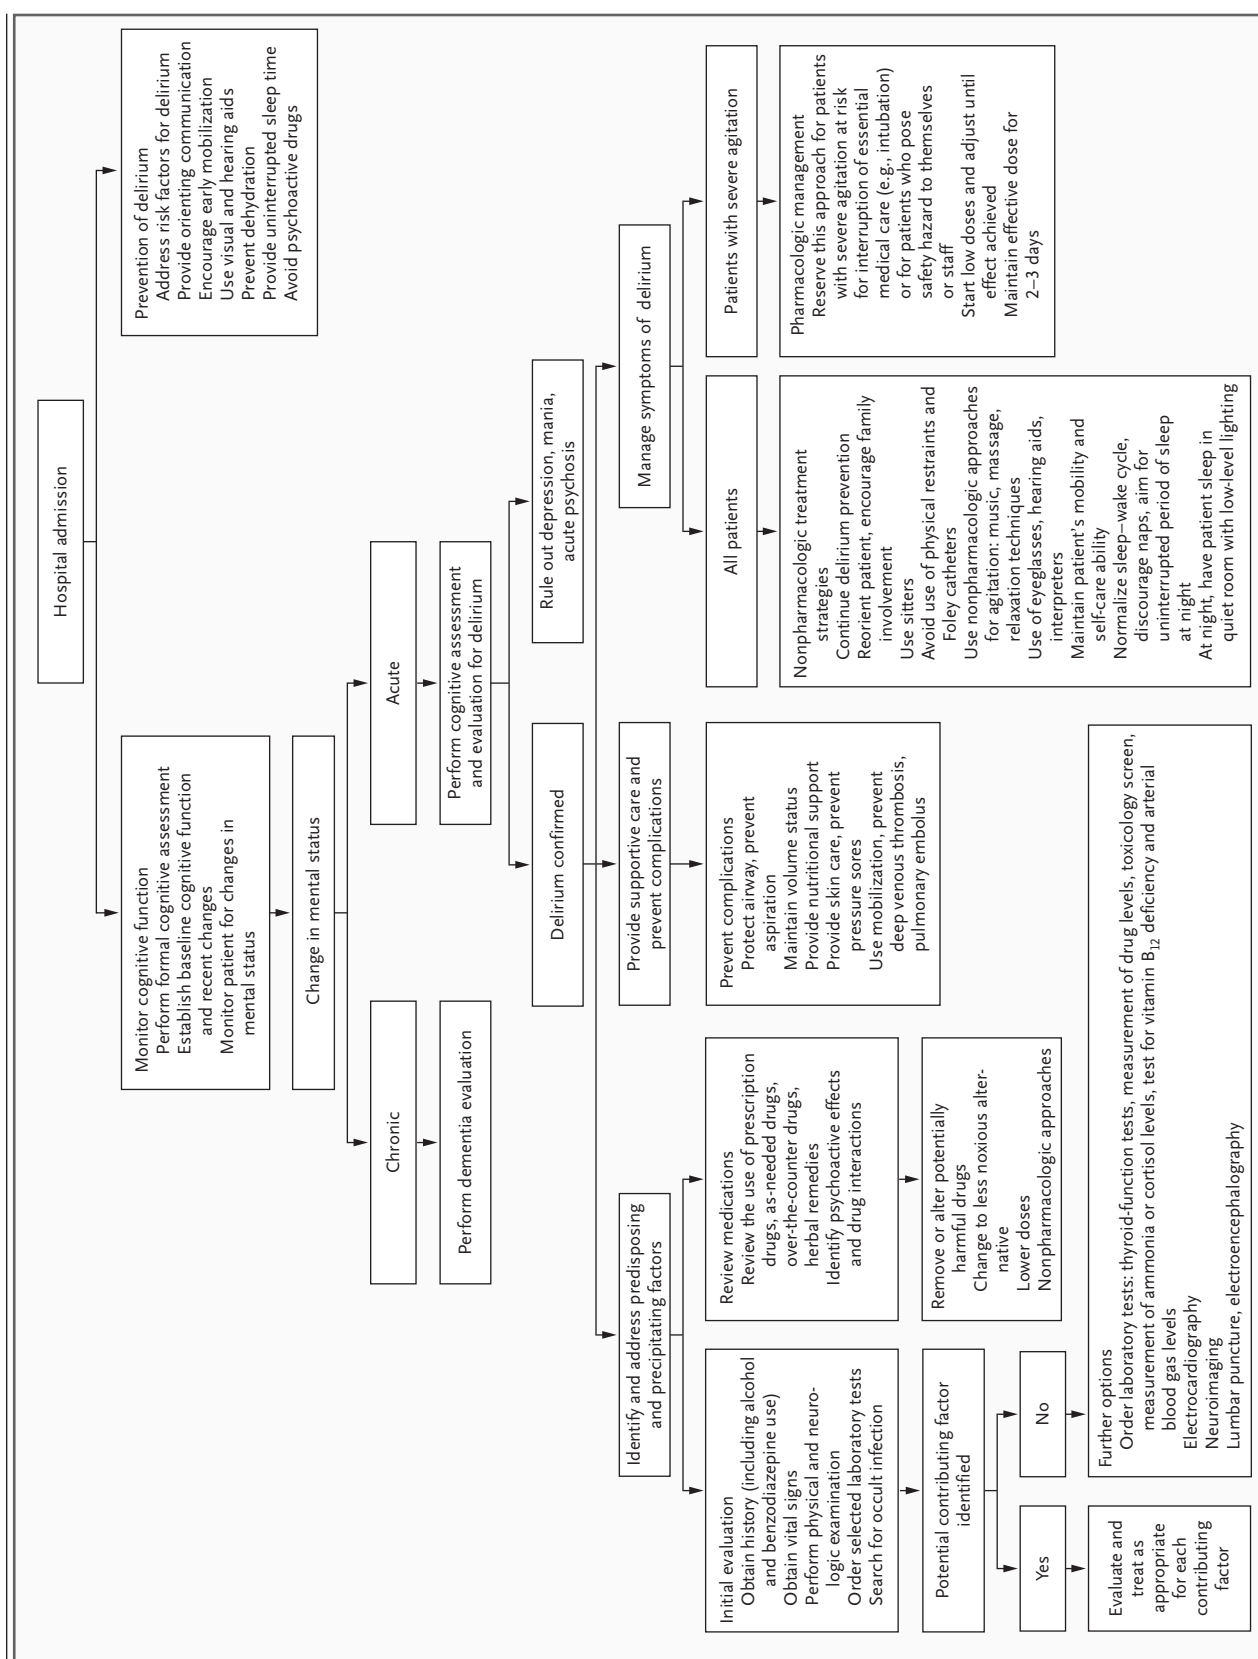 Hospital admission
Monitor cognitive function
Perform formal cognitive assessment
Establish baseline cognitive function
and recent changes
Monitor patient for changes in
mental status
Prevention of delirium
Address risk factors for delirium
Provide orienting communication
Encourage early mobilization
Use visual and hearing aids
Prevent dehydration
Provide uninterrupted sleep time
Avoid psychoactive drugs
Change in mental status
Chronic
Acute
Perform dementia evaluation
Perform cognitive assessment
and evaluation for delirium
Delirium confirmed
Rule out depression, mania,
acute psychosis
Identify and address predisposing
and precipitating factors
Provide supportive care and
prevent complications
Manage symptoms of delirium
Initial evaluation
Obtain history (including alcohol
and benzodiazepine use)
Obtain vital signs
Perform physical and neuro-
logic examination
Order selected laboratory tests
Search for occult infection
Review medications
Review the use of prescription
drugs, as-needed drugs,
over-the-counter drugs,
herbal remedies
Identify psychoactive effects
and drug interactions
Prevent complications
Protect airway, prevent
aspiration
Maintain volume status
Provide nutritional support
Provide skin care, prevent
pressure sores
Use mobilization, prevent
deep venous thrombosis,
pulmonary embolus
All patients
Patients with severe agitation
Nonpharmacologic treatment
strategies
Continue delirium prevention
Reorient patient, encourage family
involvement
Use sitters
Avoid use of physical restraints and
Foley catheters
Use nonpharmacologic approaches
for agitation: music, massage,
relaxation techniques
Use of eyeglasses, hearing aids,
interpreters
Maintain patient's mobility and
self-care ability
Normalize sleep–wake cycle,
discourage naps, aim for
uninterrupted period of sleep
at night
At night, have patient sleep in
quiet room with low-level lighting
Pharmacologic management
Reserve this approach for patients
with severe agitation at risk
for interruption of essential
medical care (e.g., intubation)
or for patients who pose
safety hazard to themselves
or staff
Start low doses and adjust until
effect achieved
Maintain effective dose for
2–3 days
Potential contributing factor
identified
Remove or alter potentially
harmful drugs
Change to less noxious alter-
native
Lower doses
Nonpharmacologic approaches
Yes
No
Evaluate and
treat as
appropriate
for each
contributing
factor
Further options
Order laboratory tests: thyroid-function tests, measurement of drug levels, toxicology screen,
measurement of ammonia or cortisol levels, test for vitamin B12 deficiency and arterial
blood gas levels
Electrocardiography
Neuroimaging
Lumbar puncture, electroencephalography